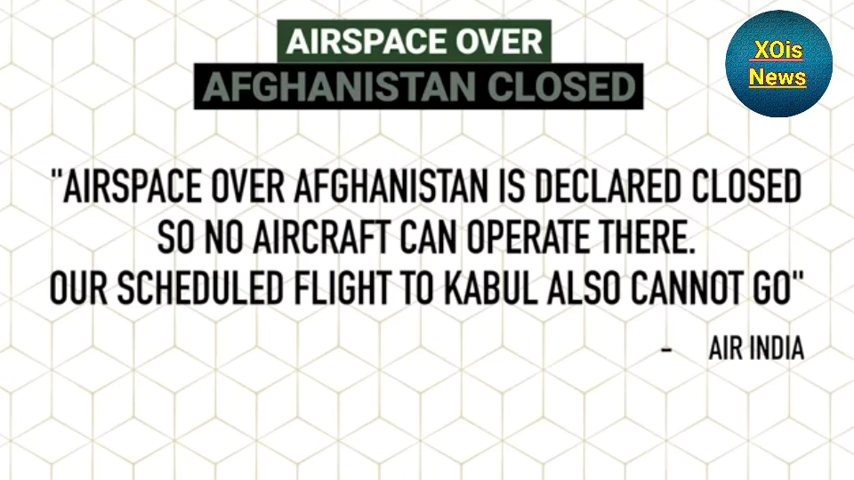 AIRSPACE OVER
AFGHANISTAN CLOSED
XOis
News
"AIRSPACE OVER AFGHANISTAN IS DECLARED CLOSED
SO NO AIRCRAFT CAN OPERATE THERE.
OUR SCHEDULED FLIGHT TO KABUL ALSO CANNOT GO"
- AIR INDIA